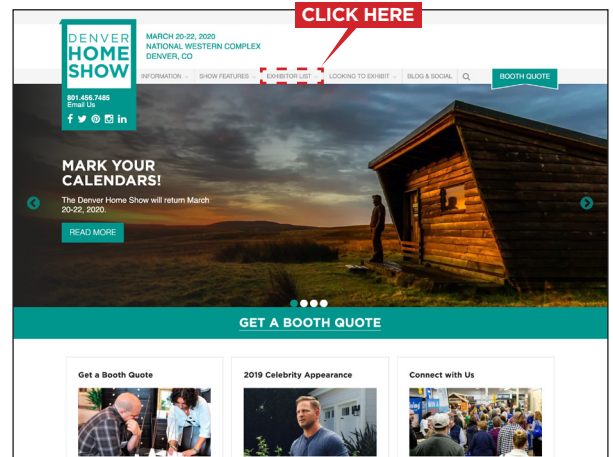 CLICK HERE
DENVER
HOME
SHOW
MARCH 20-22, 2020
NATIONAL WESTERN COMPLEX
DENVER, CO
INFORMATION
SHOW FEATURES
EXHIBITOR LIST
LOOKING TO EXHIBIT
BLOG & SOCIAL
BOOTH QUOTE
801.456.7485
Email Us
MARK YOUR
CALENDARS!
The Denver Home Show will return March
20-22, 2020.
READ MORE
GET A BOOTH QUOTE
Get a Booth Quote
2019 Celebrity Appearance
Connect with Us